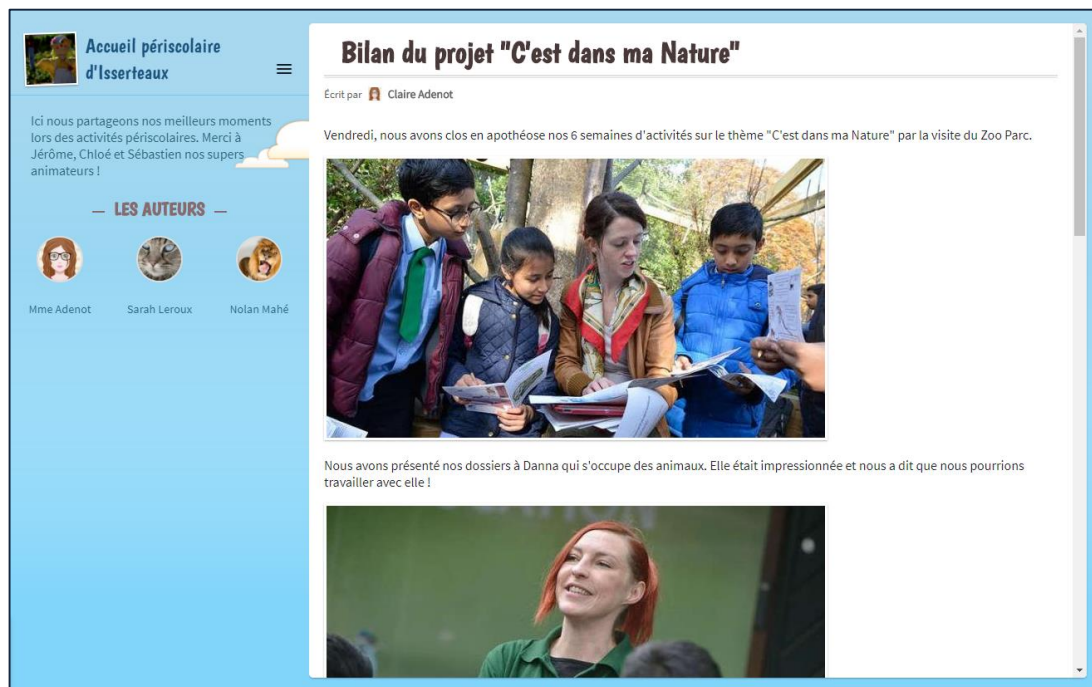 Accueil périscolaire
d'Isserteaux
Ici nous partageons nos meilleurs moments
lors des activités périscolaires. Merci à
Jérôme, Chloé et Sébastien nos supers
animateurs !
— LES AUTEURS —
Mme Adenot Sarah Leroux Nolan Mahé
Bilan du projet "C'est dans ma Nature"
Écrit par Claire Adenot
Vendredi, nous avons clos en apothéose nos 6 semaines d'activités sur le thème "C'est dans ma Nature" par la visite du Zoo Parc.
Nous avons présenté nos dossiers à Danna qui s'occupe des animaux. Elle était impressionnée et nous a dit que nous pourrions
travailler avec elle !